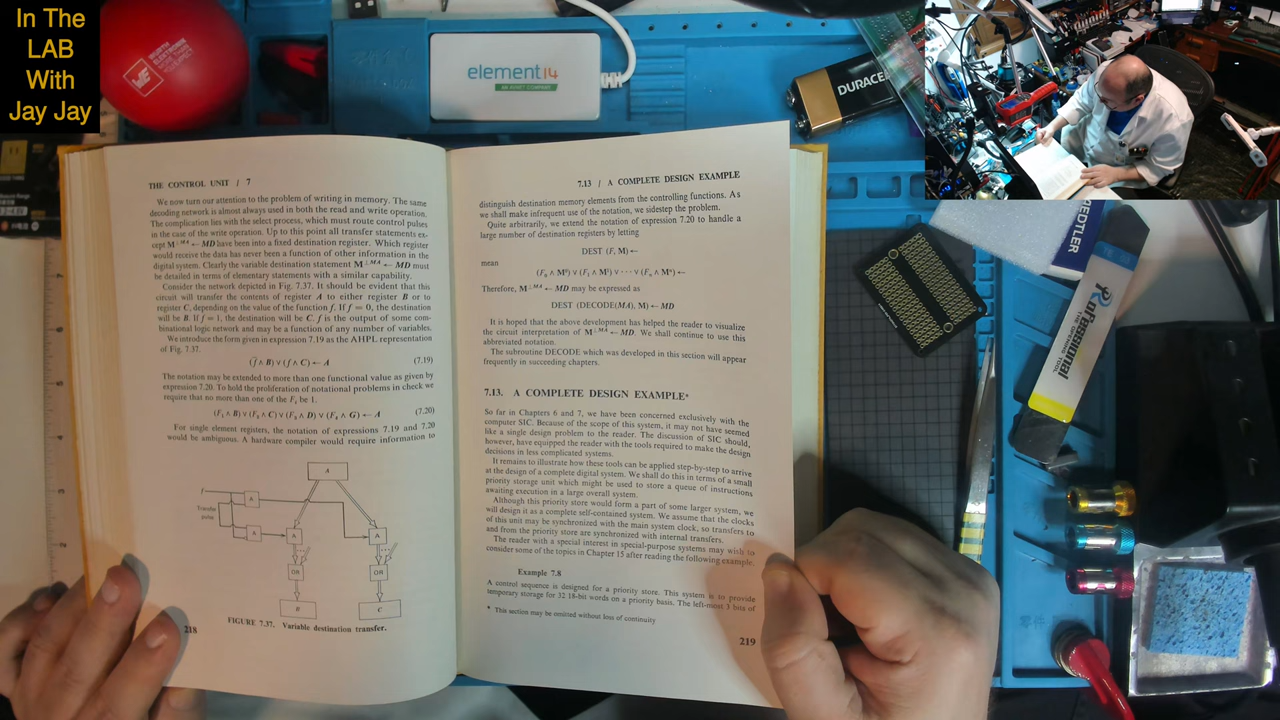 In The
LAB
With
Jay Jay
element14
AN AVNET COMPANY
DURACELL
THE CONTROL UNIT / 7
We now turn our attention to the problem of writing in memory. The same
decoding network is almost always used in both the read and write operation.
The complication lies with the select process, which must route control pulses
in the case of the write operation. Up to this point all transfer statements ex-
cept M⊥MA ← MD have been into a fixed destination register. Which register
would receive the data has never been a function of other information in the
digital system. Clearly the variable destination statement M⊥MA ← MD must
be detailed in terms of elementary statements with a similar capability.
Consider the network depicted in Fig. 7.37. It should be evident that this
circuit will transfer the contents of register A to either register B or to
register C, depending on the value of the function f. If f = 0, the destination
will be B. If f = 1, the destination will be C. f is the output of some com-
binational logic network and may be a function of any number of variables.
We introduce the form given in expression 7.19 as the AHPL representation
of Fig. 7.37.
(f̄ ∧ B) ∨ (f ∧ C) ← A (7.19)
The notation may be extended to more than one functional value as given by
expression 7.20. To hold the proliferation of notational problems in check we
require that no more than one of the Fi be 1.
(F1 ∧ B) ∨ (F2 ∧ C) ∨ (F3 ∧ D) ∨ (F4 ∧ G) ← A (7.20)
For single element registers, the notation of expressions 7.19 and 7.20
would be ambiguous. A hardware compiler would require information to
A
f
Transfer
pulse
A
A
A
A
OR
OR
B
C
FIGURE 7.37. Variable destination transfer.
218
7.13 / A COMPLETE DESIGN EXAMPLE
distinguish destination memory elements from the controlling functions. As
we shall make infrequent use of the notation, we sidestep the problem.
Quite arbitrarily, we extend the notation of expression 7.20 to handle a
large number of destination registers by letting
DEST (F, M) ←
mean
(F0 ∧ M0) ∨ (F1 ∧ M1) ∨ ··· ∨ (Fn ∧ Mn) ←
Therefore, M⊥MA ← MD may be expressed as
DEST (DECODE(MA), M) ← MD
It is hoped that the above development has helped the reader to visualize
the circuit interpretation of M⊥MA ← MD. We shall continue to use this
abbreviated notation.
The subroutine DECODE which was developed in this section will appear
frequently in succeeding chapters.
7.13. A COMPLETE DESIGN EXAMPLE*
So far in Chapters 6 and 7, we have been concerned exclusively with the
computer SIC. Because of the scope of this system, it may not have seemed
like a single design problem to the reader. The discussion of SIC should,
however, have equipped the reader with the tools required to make the design
decisions in less complicated systems.
It remains to illustrate how these tools can be applied step-by-step to arrive
at the design of a complete digital system. We shall do this in terms of a small
priority storage unit which might be used to store a queue of instructions
awaiting execution in a large overall system.
Although this priority store would form a part of some larger system, we
will design it as a complete self-contained system. We assume that the clocks
of this unit may be synchronized with the main system clock, so transfers to
and from the priority store are synchronized with internal transfers.
The reader with a special interest in special-purpose systems may wish to
consider some of the topics in Chapter 15 after reading the following example.
Example 7.8
A control sequence is designed for a priority store. This system is to provide
temporary storage for 32 18-bit words on a priority basis. The left-most 3 bits of
* This section may be omitted without loss of continuity
219
STAEDTLER
Professional